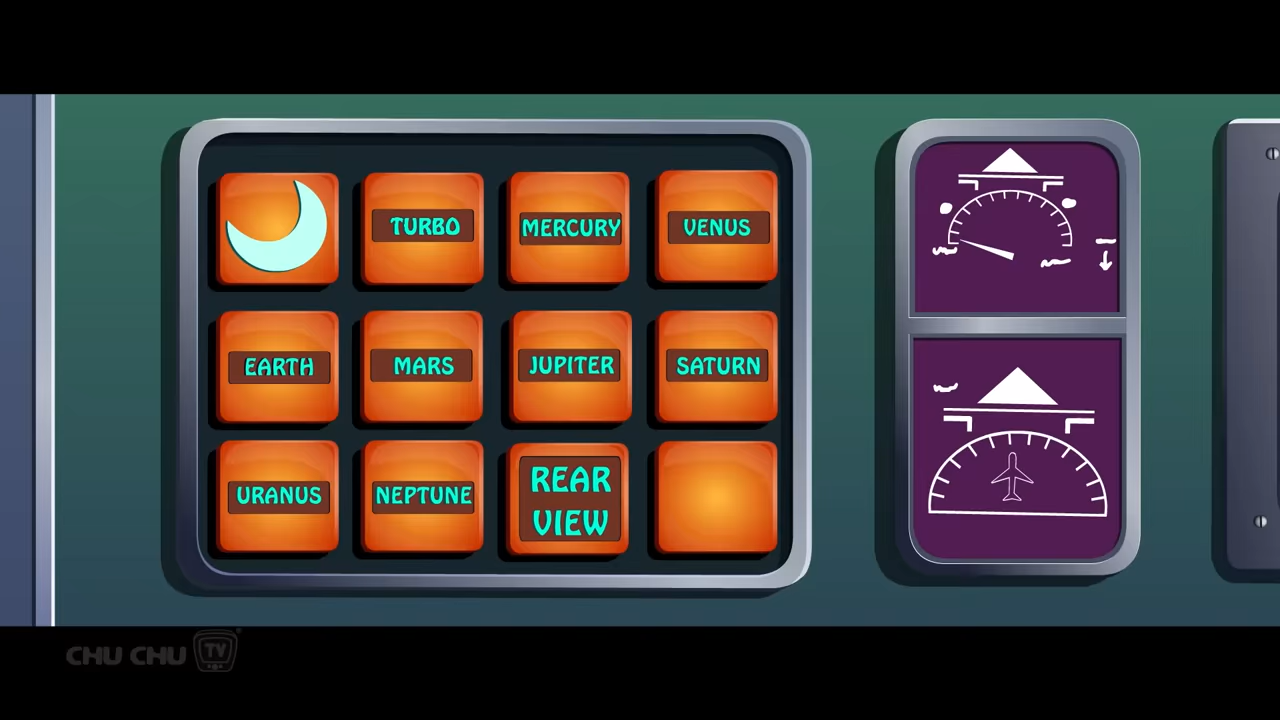 TURBO
MERCURY
VENUS
EARTH
MARS
JUPITER
SATURN
URANUS
NEPTUNE
REAR
VIEW
CHU CHU TV